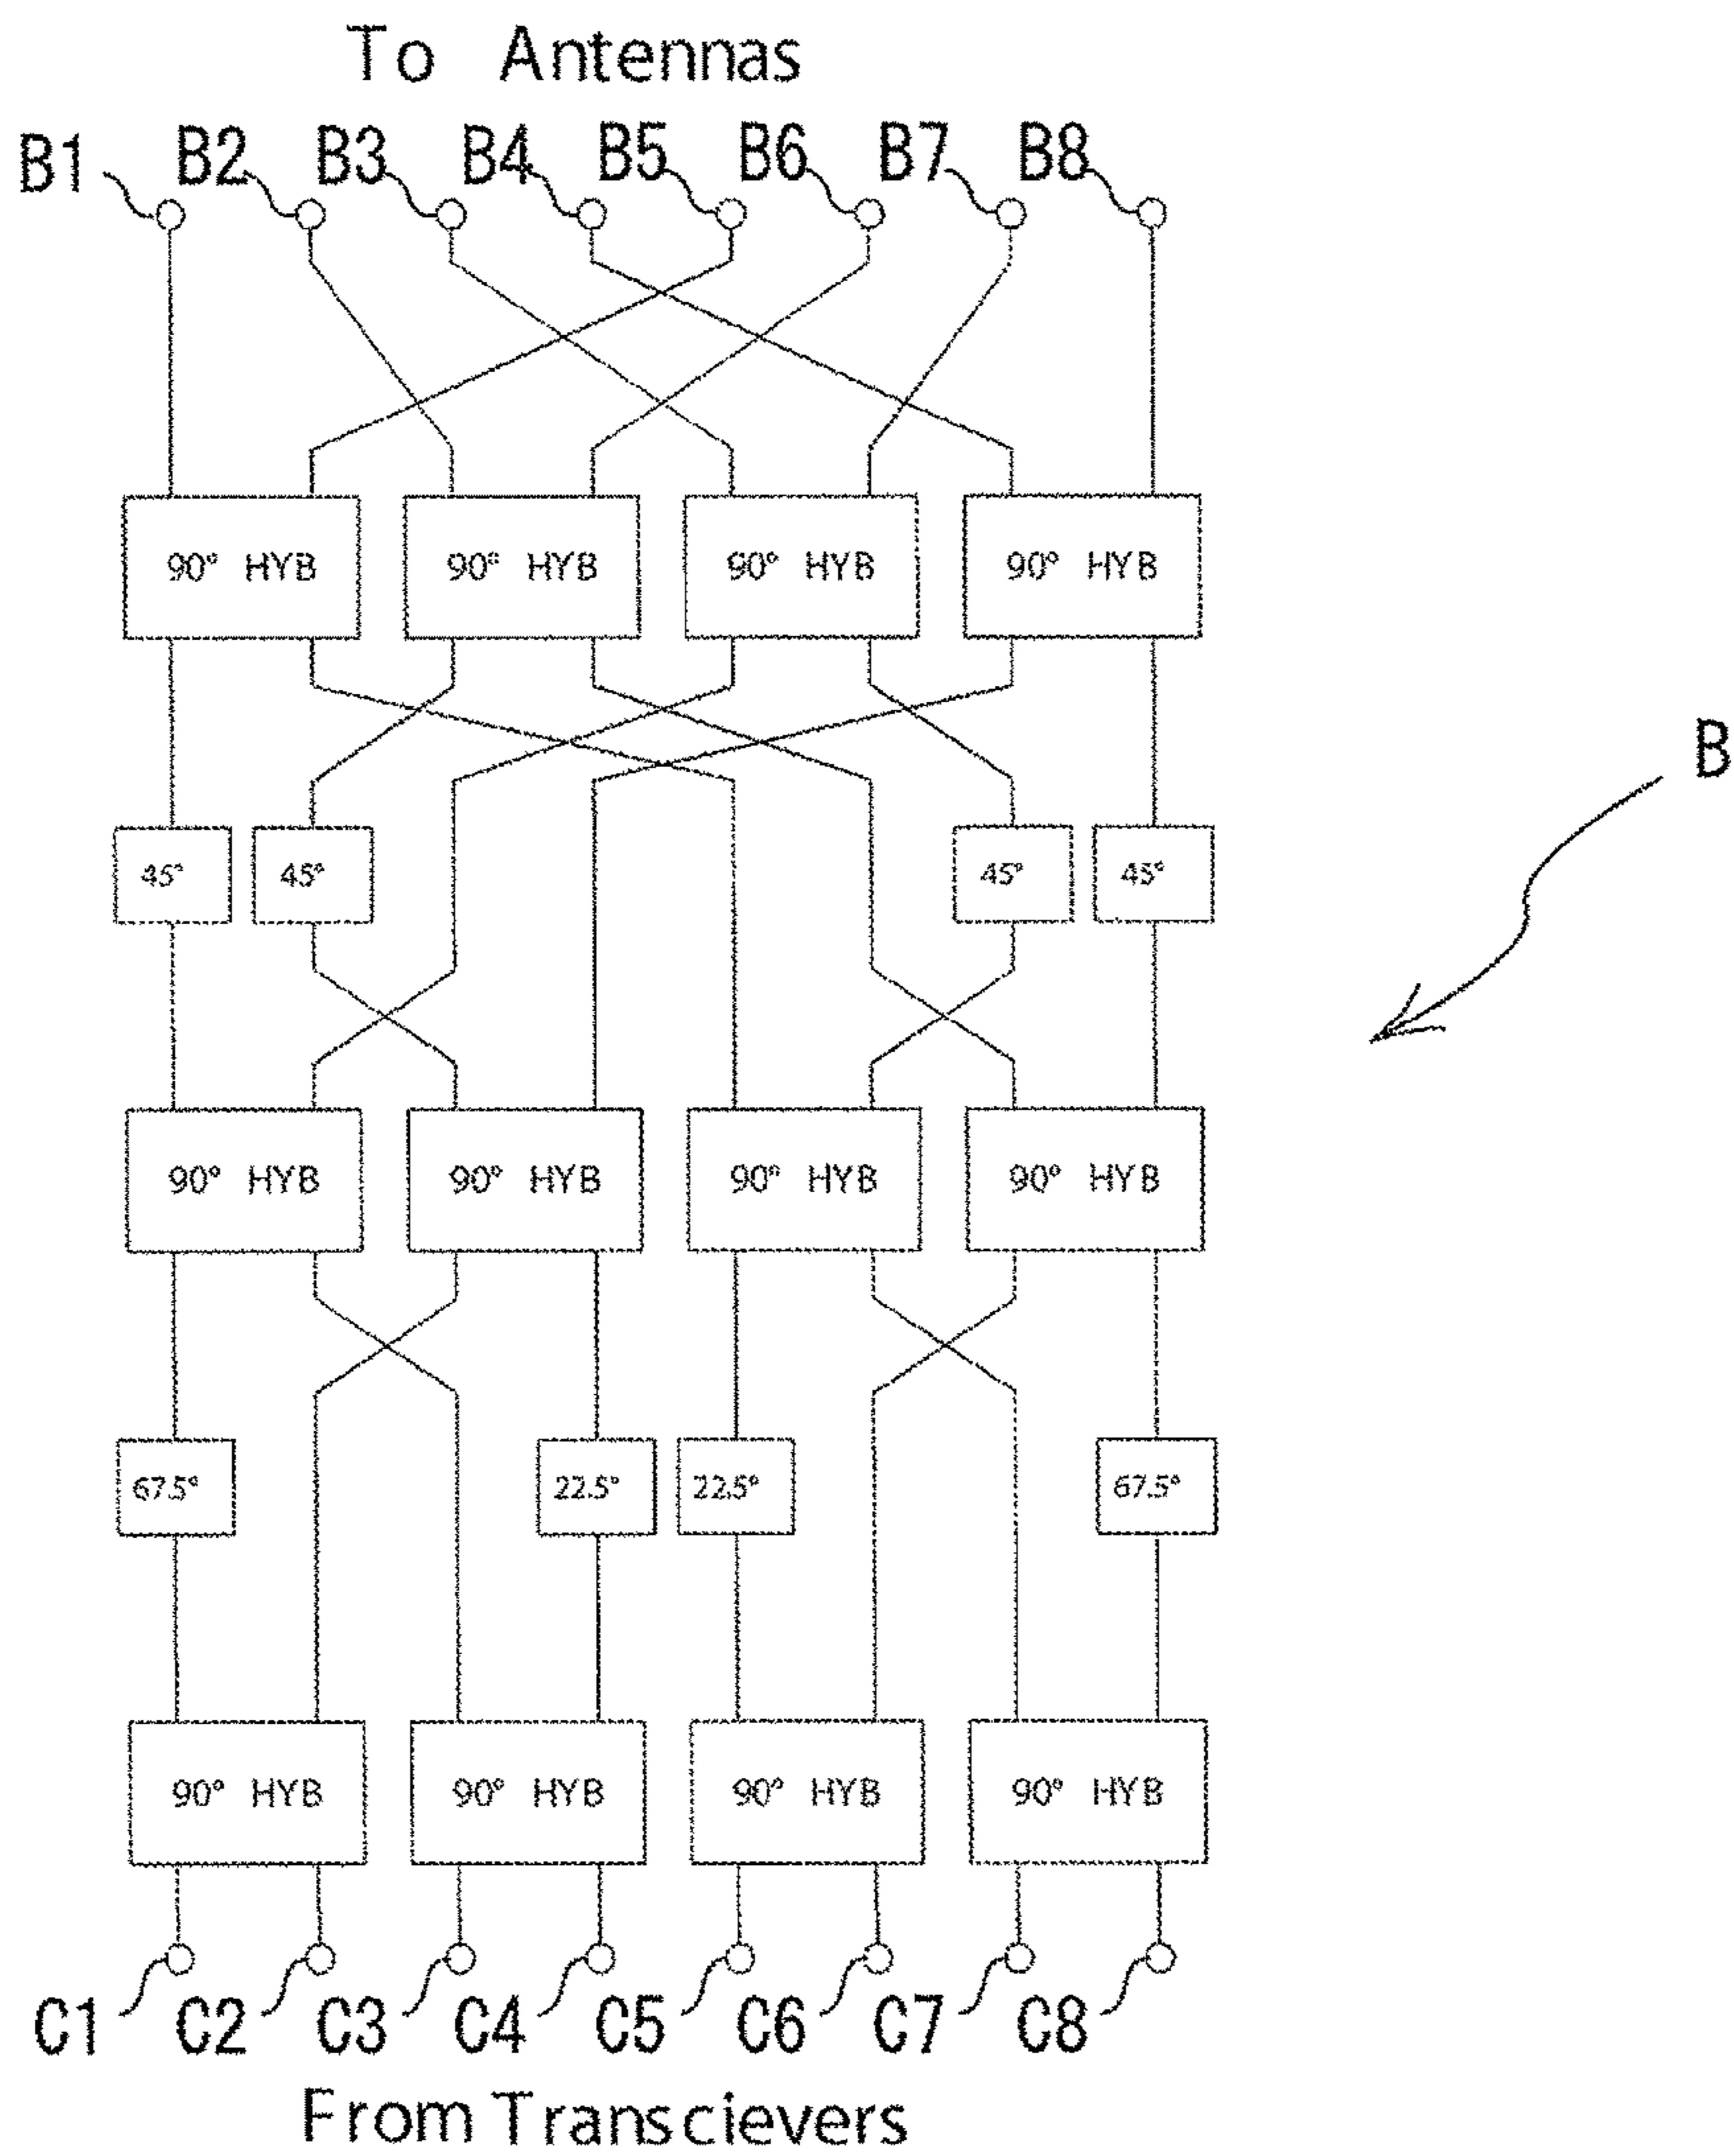 To Antennas
B1 B2 B3 B4 B5 B6 B7 B8
90° HYB 90° HYB 90° HYB 90° HYB
B
45° 45° 45° 45°
90° HYB 90° HYB 90° HYB 90° HYB
67.5° 22.5° 22.5° 67.5°
90° HYB 90° HYB 90° HYB 90° HYB
C1 C2 C3 C4 C5 C6 C7 C8
From Transcievers